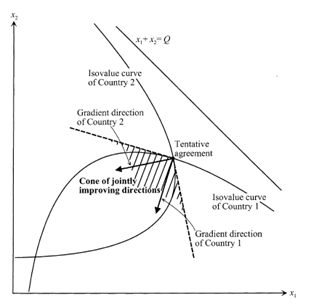 x₂
x₁+x₂=Q
Isovalue curve
of Country 2
Gradient direction
of Country 2
Tentative
agreement
Cone of jointly
improving directions
Isovalue curve
of Country 1
Gradient direction
of Country 1
x₁